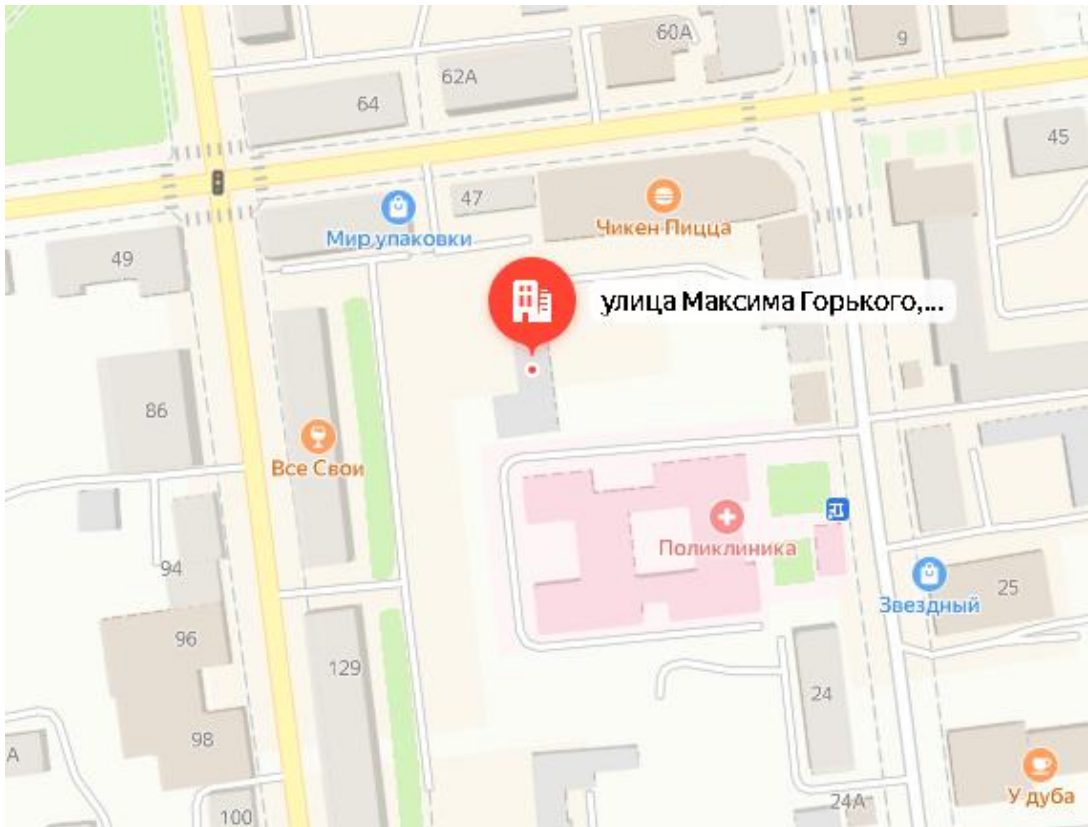 60А
9
62А
64
45
47
Чикен Пицца
Мир упаковки
49
улица Максима Горького,...
86
Все Свои
Поликлиника
94
25
Звездный
96
129
24
98
А
У дуба
24А
100